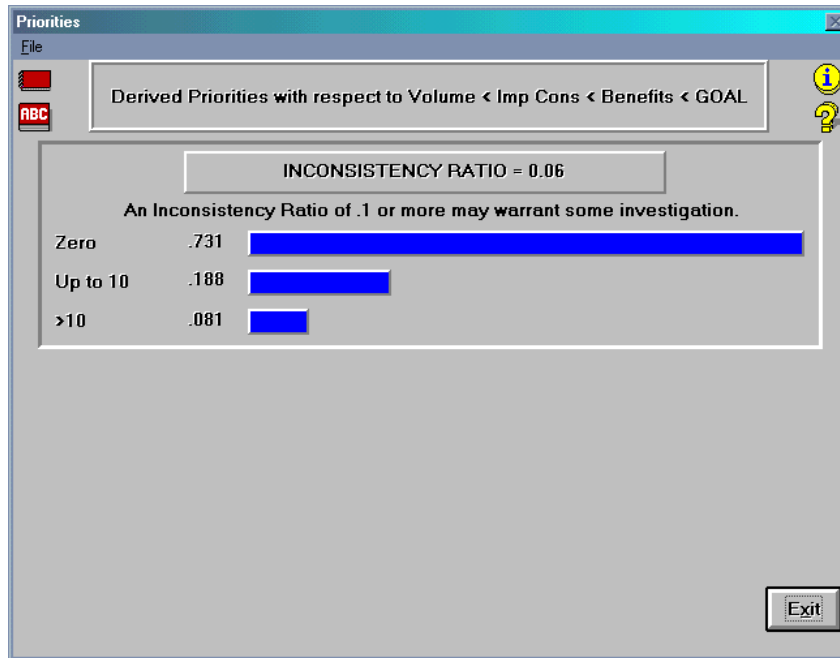 Priorities
File
ABC
Derived Priorities with respect to Volume < Imp Cons < Benefits < GOAL
i
?
INCONSISTENCY RATIO = 0.06
An Inconsistency Ratio of .1 or more may warrant some investigation.
Zero .731
Up to 10 .188
>10 .081
Exit